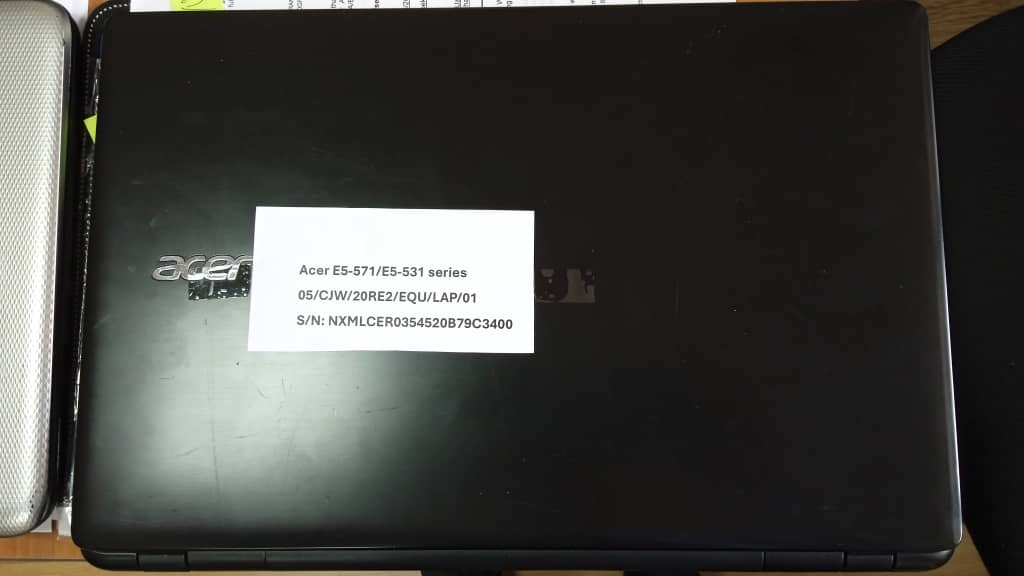 acer
Acer E5-571/E5-531 series
05/CJW/20RE2/EQU/LAP/01
S/N: NXMLCER0354520B79C3400